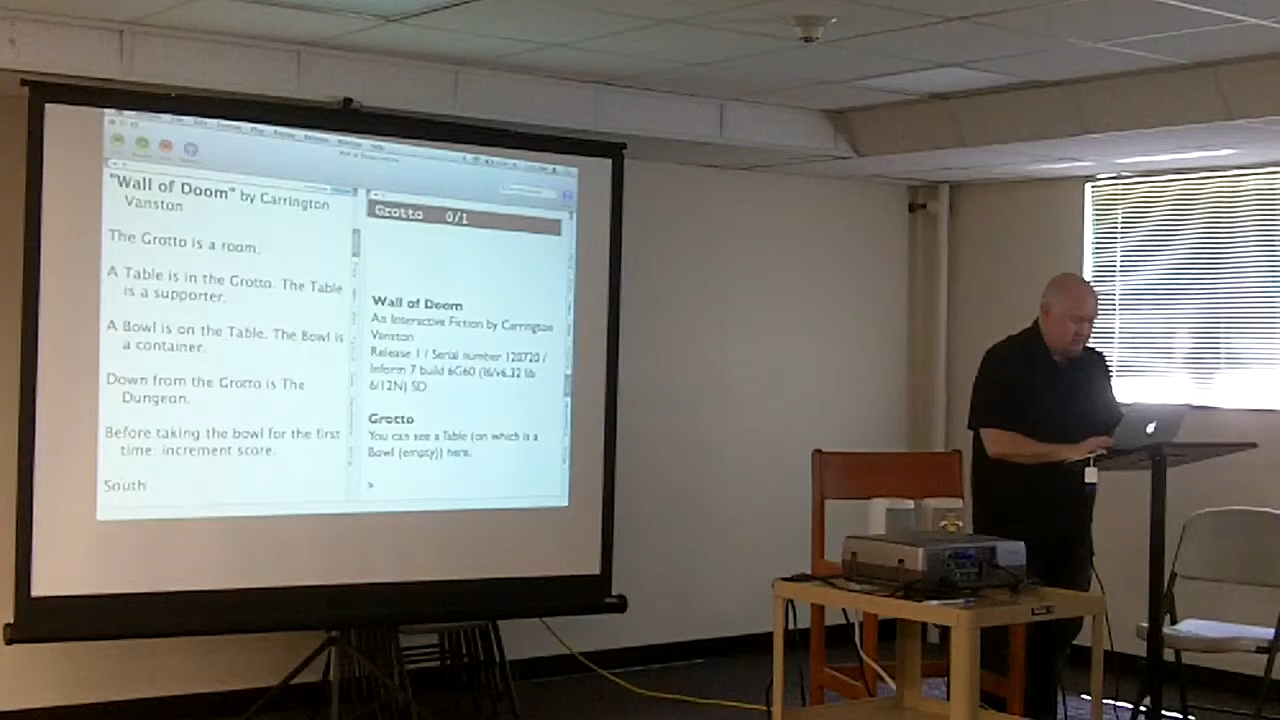 "Wall of Doom" by Carrington
Vanston
The Grotto is a room.
A Table is in the Grotto. The Table
is a supporter.
A Bowl is on the Table. The Bowl is
a container.
Down from the Grotto is The
Dungeon.
Before taking the bowl for the first
time: increment score.
South
Grotto 0/1
Wall of Doom
An Interactive Fiction by Carrington
Vanston
Release 1 / Serial number 120720 /
Inform 7 build 6G60 (I6/v6.32 lib
6/12N) SD
Grotto
You can see a Table (on which is a
Bowl (empty)) here.
>